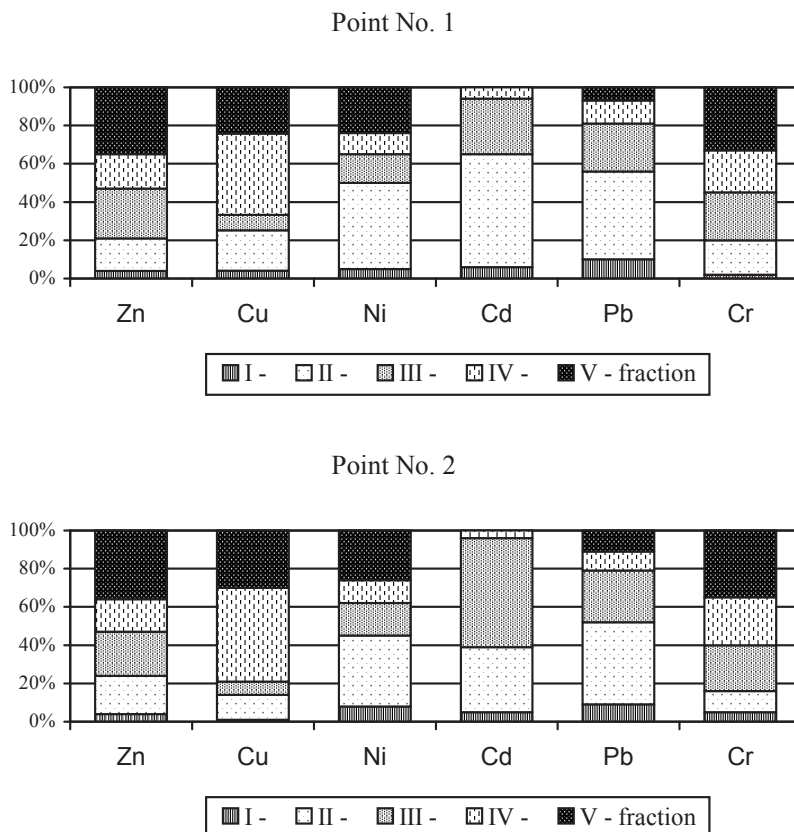 Point No. 1
100%
80%
60%
40%
20%
0%
Zn Cu Ni Cd Pb Cr
I - II - III - IV - V - fraction
Point No. 2
100%
80%
60%
40%
20%
0%
Zn Cu Ni Cd Pb Cr
I - II - III - IV - V - fraction